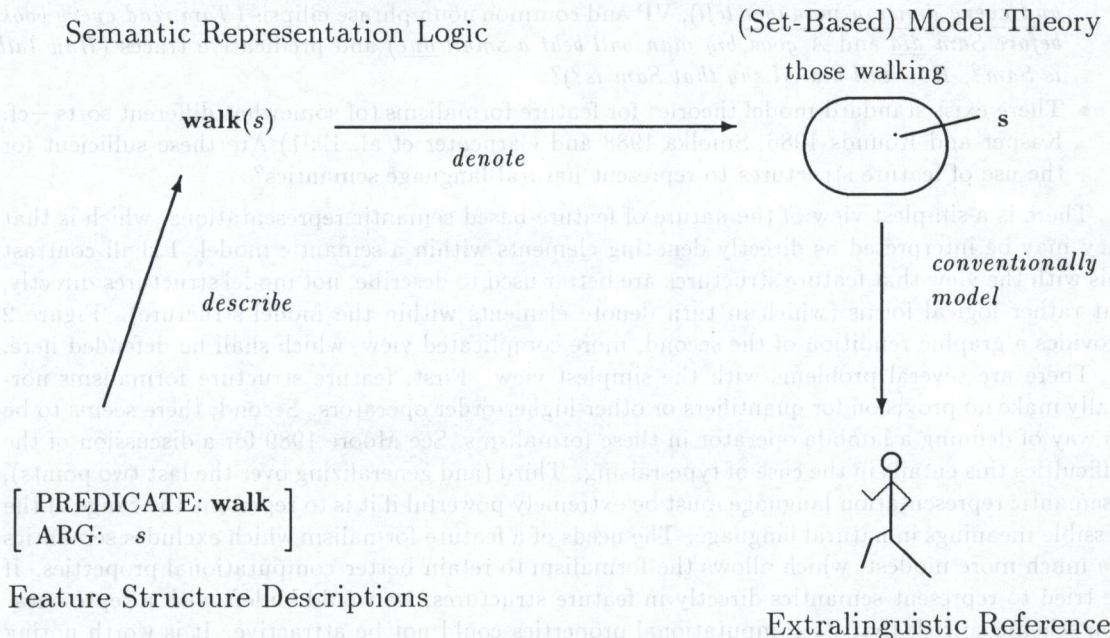 Semantic Representation Logic
(Set-Based) Model Theory
those walking
walk(s)
s
denote
conventionally
model
describe
[PREDICATE: walk
ARG: s]
Feature Structure Descriptions
Extralinguistic Reference